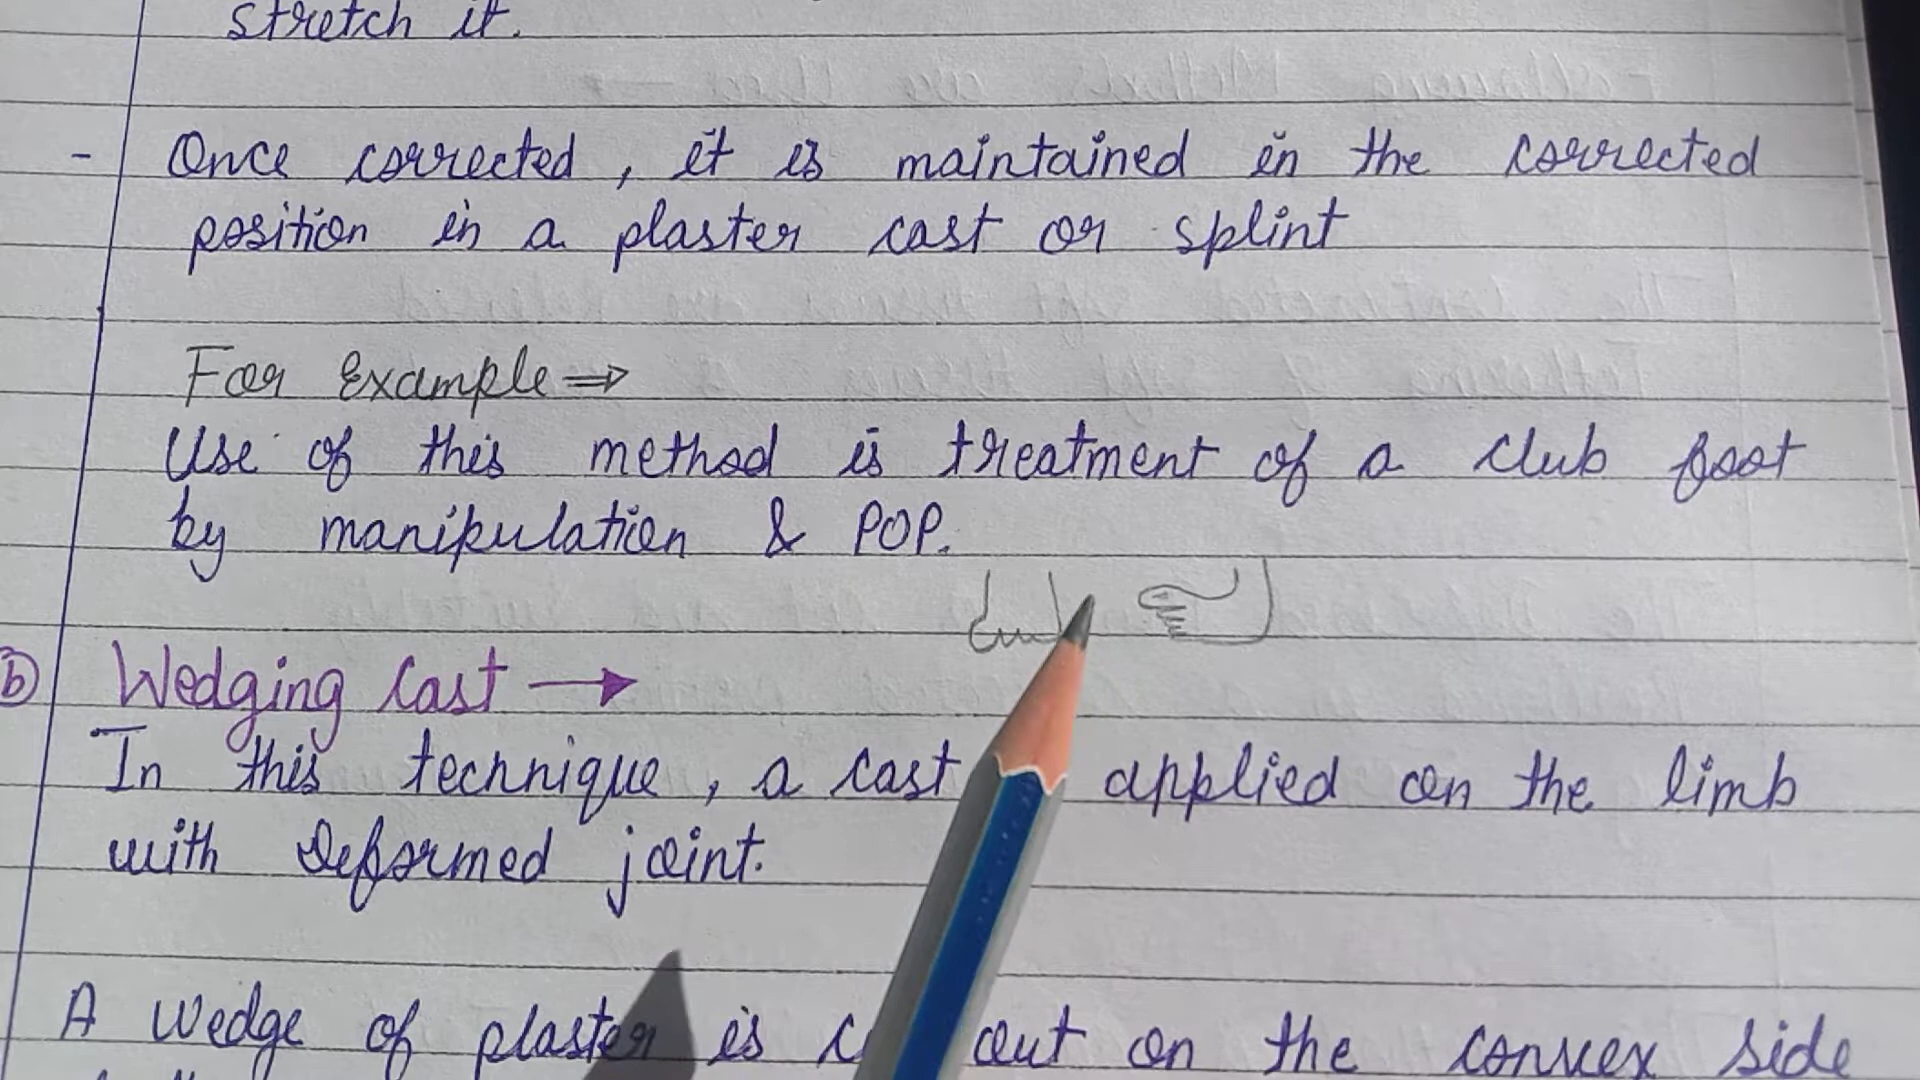 stretch it.
- Once corrected, it is maintained in the corrected
position in a plaster cast or splint
For Example ⇒
Use of this method is treatment of a club foot
by manipulation & POP.
b) Wedging Cast →
In this technique, a cast applied on the limb
with deformed joint.
A wedge of plaster is out on the convex side